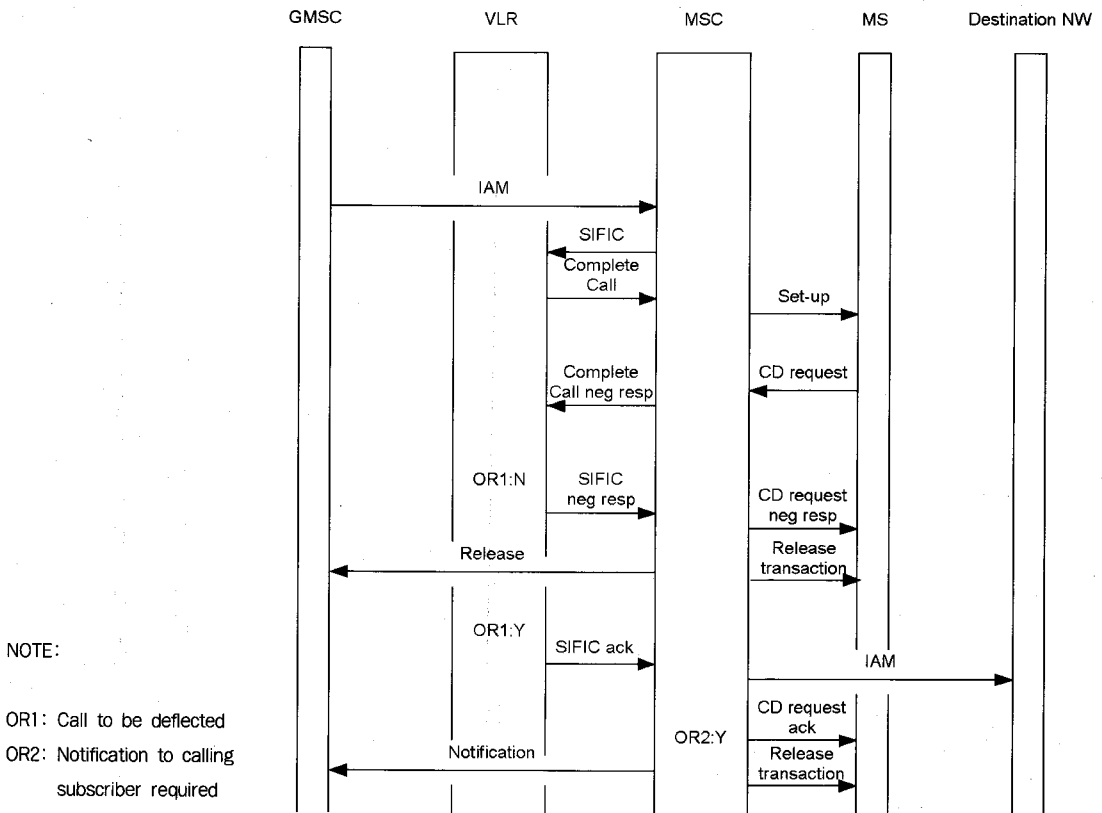 GMSC VLR MSC MS Destination NW
IAM
SIFIC
Complete
Call
Set-up
Complete
Call neg resp
CD request
OR1:N
SIFIC
neg resp
CD request
neg resp
Release
Release
transaction
OR1:Y
SIFIC ack
IAM
NOTE:
OR1: Call to be deflected
OR2: Notification to calling
subscriber required
CD request
ack
OR2:Y
Notification
Release
transaction